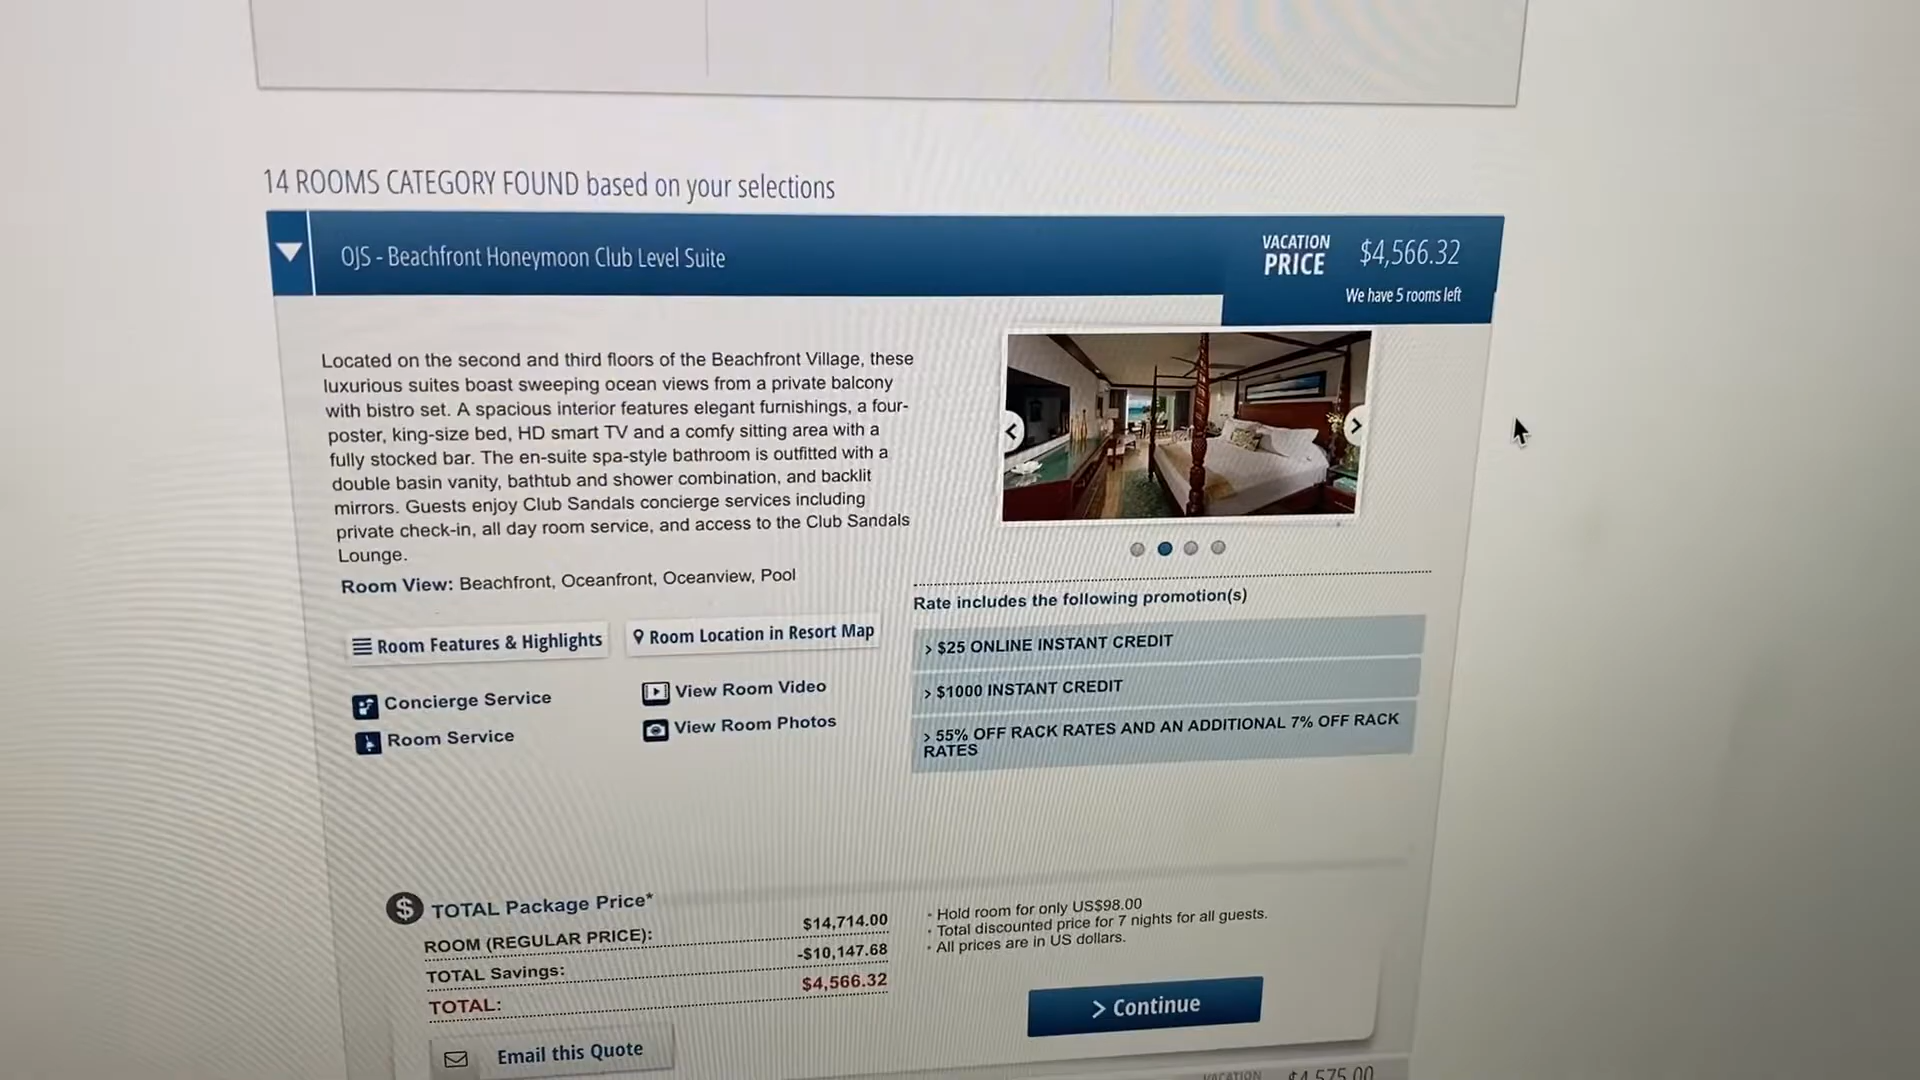 14 ROOMS CATEGORY FOUND based on your selections
OJS - Beachfront Honeymoon Club Level Suite
VACATION
PRICE
$4,566.32
We have 5 rooms left
Located on the second and third floors of the Beachfront Village, these
luxurious suites boast sweeping ocean views from a private balcony
with bistro set. A spacious interior features elegant furnishings, a four-
poster, king-size bed, HD smart TV and a comfy sitting area with a
fully stocked bar. The en-suite spa-style bathroom is outfitted with a
double basin vanity, bathtub and shower combination, and backlit
mirrors. Guests enjoy Club Sandals concierge services including
private check-in, all day room service, and access to the Club Sandals
Lounge.
Room View: Beachfront, Oceanfront, Oceanview, Pool
Room Features & Highlights
Room Location in Resort Map
Concierge Service
View Room Video
Room Service
View Room Photos
Rate includes the following promotion(s)
> $25 ONLINE INSTANT CREDIT
> $1000 INSTANT CREDIT
> 55% OFF RACK RATES AND AN ADDITIONAL 7% OFF RACK
RATES
$ TOTAL Package Price*
ROOM (REGULAR PRICE): $14,714.00
TOTAL Savings: -$10,147.68
TOTAL: $4,566.32
Email this Quote
• Hold room for only US$98.00
• Total discounted price for 7 nights for all guests.
• All prices are in US dollars.
> Continue
VACATION $4,575.00